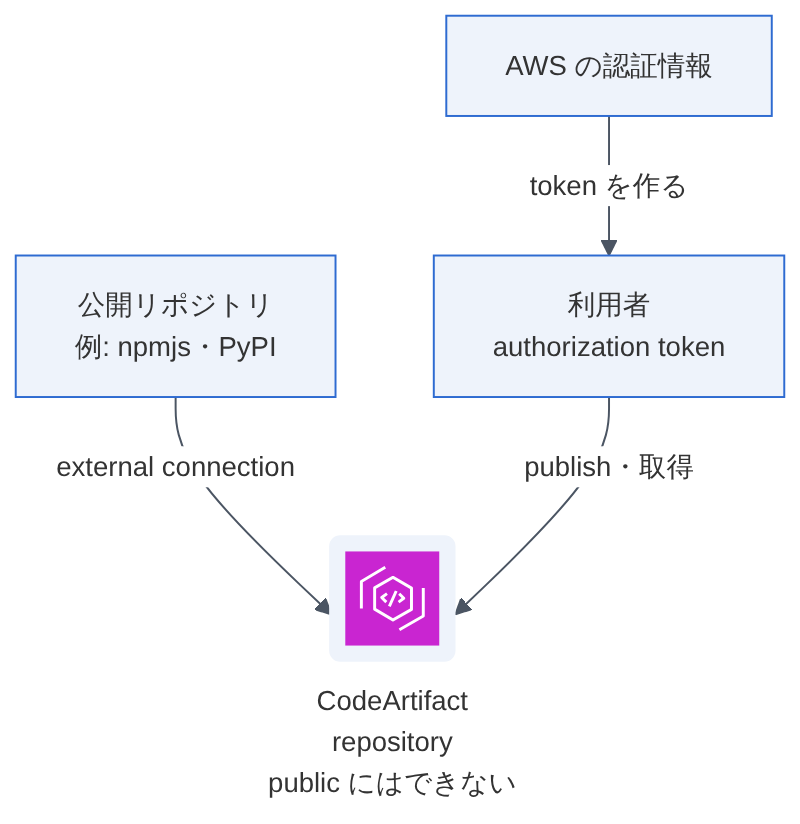 AWS の認証情報
token を作る
公開リポジトリ
例: npmjs・PyPI
利用者
authorization token
external connection
publish・取得
CodeArtifact
repository
public にはできない